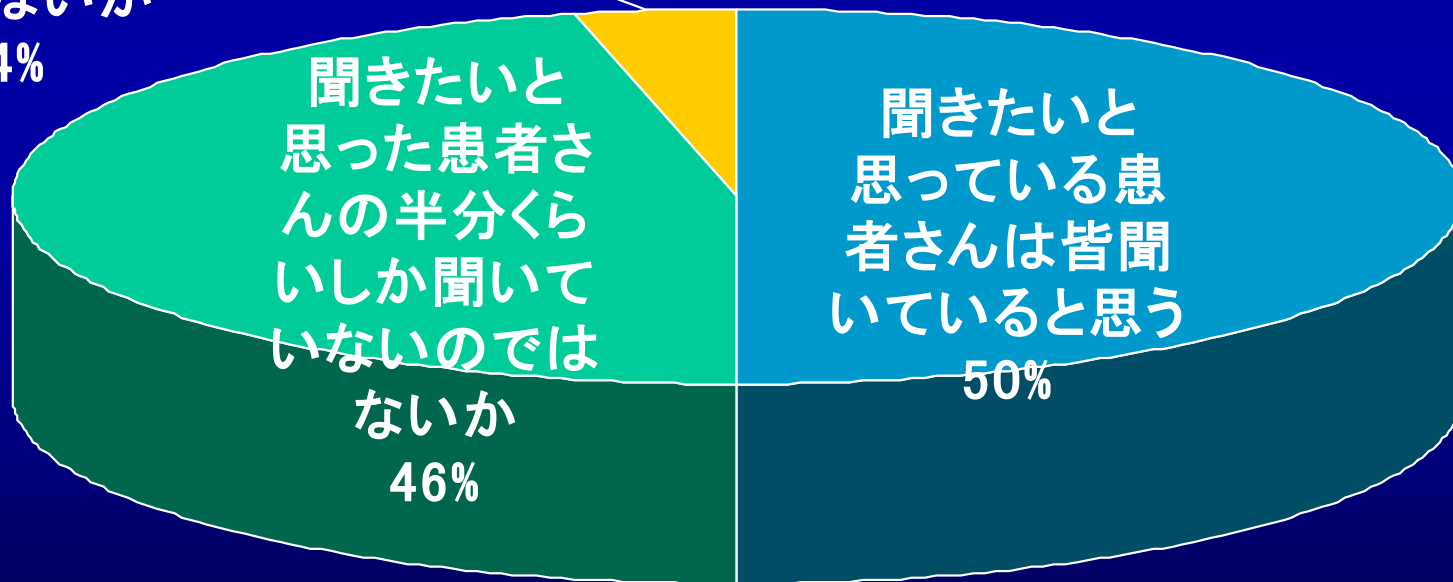 ないか
4%
聞きたいと
思った患者さ
んの半分くら
いしか聞いて
いないのでは
ないか
46%
聞きたいと
思っている患
者さんは皆聞
いていると思う
50%